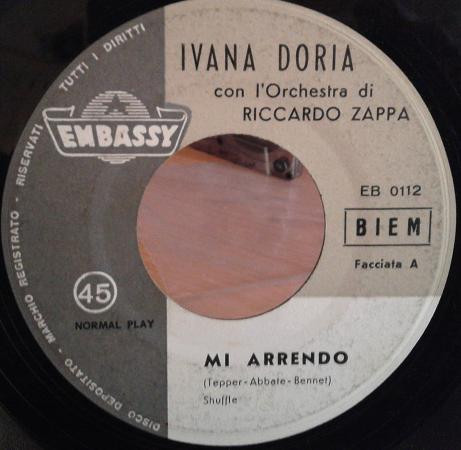 IVANA DORIA
con l'Orchestra di
RICCARDO ZAPPA
A
EMBASSY
EB 0112
BIEM
Facciata A
45
NORMAL PLAY
MI ARRENDO
(Tepper-Abbate-Bennet)
Shuffle
DISCO DEPOSITATO - MARCHIO REGISTRATO - RISERVATI TUTTI I DIRITTI